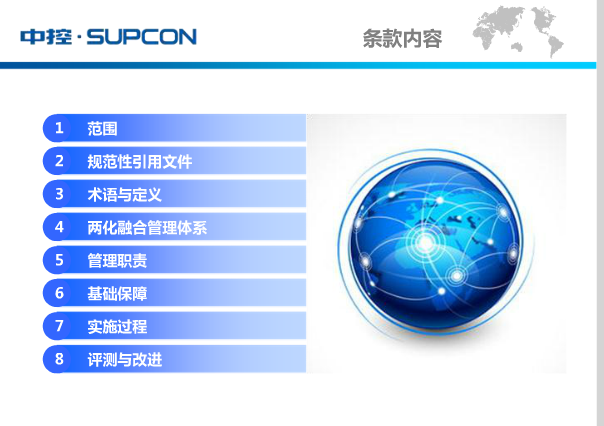 中控·SUPCON
条款内容
1 范围
2 规范性引用文件
3 术语与定义
4 两化融合管理体系
5 管理职责
6 基础保障
7 实施过程
8 评测与改进